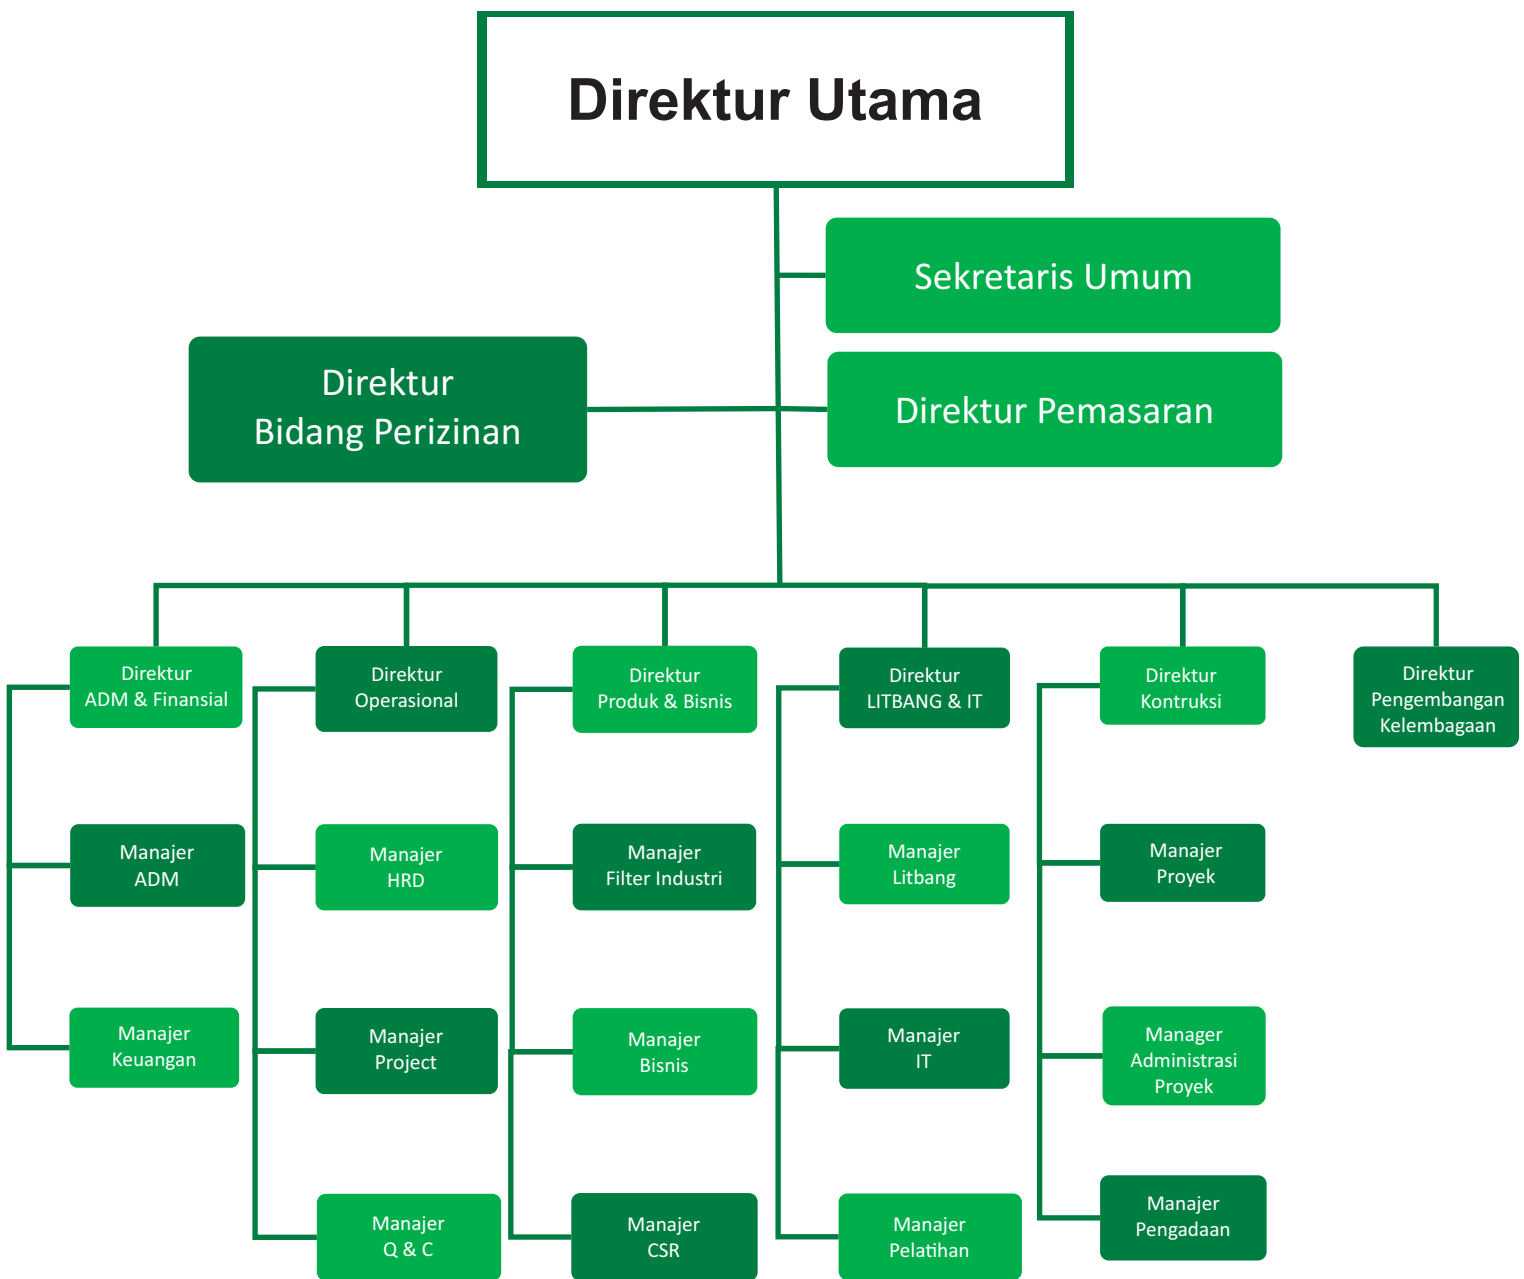 Direktur Utama
Sekretaris Umum
Direktur
Bidang Perizinan
Direktur Pemasaran
Direktur
ADM & Finansial
Direktur
Operasional
Direktur
Produk & Bisnis
Direktur
LITBANG & IT
Direktur
Kontruksi
Direktur
Pengembangan
Kelembagaan
Manajer
ADM
Manajer
HRD
Manajer
Filter Industri
Manajer
Litbang
Manajer
Proyek
Manajer
Keuangan
Manajer
Project
Manajer
Bisnis
Manajer
IT
Manager
Administrasi
Proyek
Manajer
Q & C
Manajer
CSR
Manajer
Pelatihan
Manajer
Pengadaan